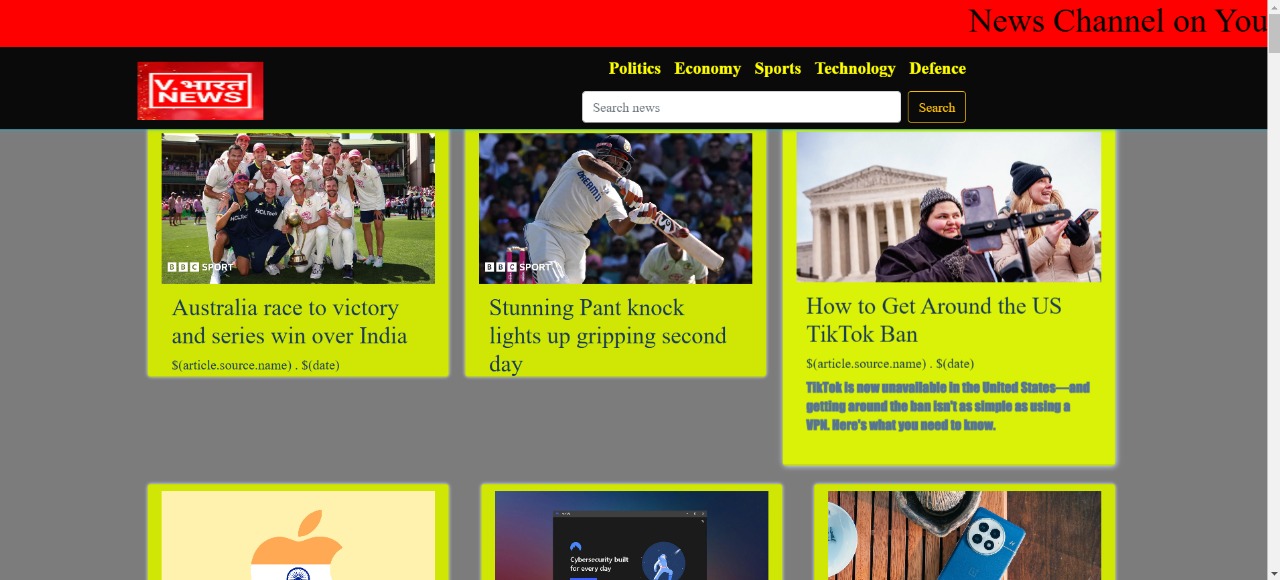 News Channel on You
V.भारत
NEWS
Politics Economy Sports Technology Defence
Search news Search
BBC SPORT
BBC SPORT
Australia race to victory
and series win over India
$(article.source.name) . $(date)
Stunning Pant knock
lights up gripping second
day
How to Get Around the US
TikTok Ban
$(article.source.name) . $(date)
TikTok is now unavailable in the United States—and
getting around the ban isn't as simple as using a
VPN. Here's what you need to know.
Cybersecurity built
for every day